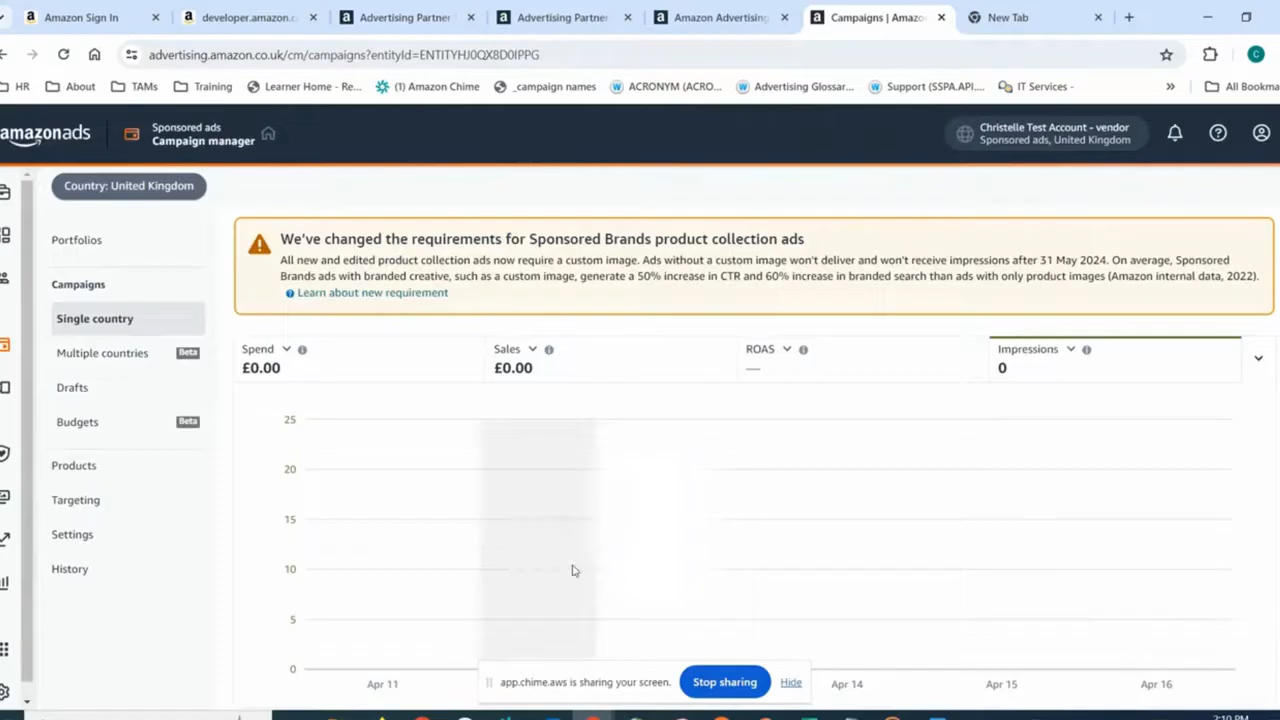 Amazon Sign In
developer.amazon.c
Advertising Partner
Advertising Partner
Amazon Advertising
Campaigns | Amazo
New Tab
advertising.amazon.co.uk/cm/campaigns?entityId=ENTITYHJ0QX8D0IPPG
C
HR
About
TAMs
Training
Learner Home - Re...
(1) Amazon Chime
_campaign names
ACRONYM (ACRO...
Advertising Glossar...
Support (SSPA.API,...
IT Services -
»
All Bookma
amazonads
Sponsored ads
Campaign manager
Christelle Test Account - vendor
Sponsored ads, United Kingdom
Country: United Kingdom
Portfolios
Campaigns
Single country
Multiple countries Beta
Drafts
Budgets Beta
Products
Targeting
Settings
History
We've changed the requirements for Sponsored Brands product collection ads
All new and edited product collection ads now require a custom image. Ads without a custom image won't deliver and won't receive impressions after 31 May 2024. On average, Sponsored
Brands ads with branded creative, such as a custom image, generate a 50% increase in CTR and 60% increase in branded search than ads with only product images (Amazon internal data, 2022).
Learn about new requirement
Spend
£0.00
Sales
£0.00
ROAS
—
Impressions
0
25
20
15
10
5
0
Apr 11
Apr 14
Apr 15
Apr 16
app.chime.aws is sharing your screen.
Stop sharing
Hide